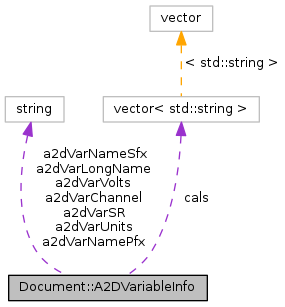 vector
< std::string >
string
vector< std::string >
a2dVarNameSfx
a2dVarLongName
a2dVarVolts
a2dVarChannel
a2dVarSR
a2dVarUnits
a2dVarNamePfx
cals
Document::A2DVariableInfo